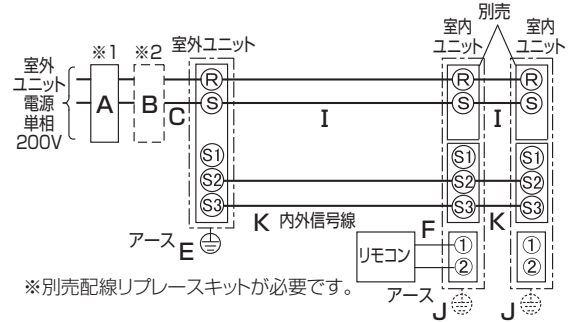 ※1
※2
室外ユニット
別売
室内
ユニット
室内
ユニット
室外
ユニット
電源
単相
200V
A
B
C
R
S
I
R
S
I
R
S
S1
S2
S3
S1
S2
S3
S1
S2
S3
K 内外信号線
K
アース E
リモコン
F
1
2
1
2
アース J
J
※別売配線リプレースキットが必要です。